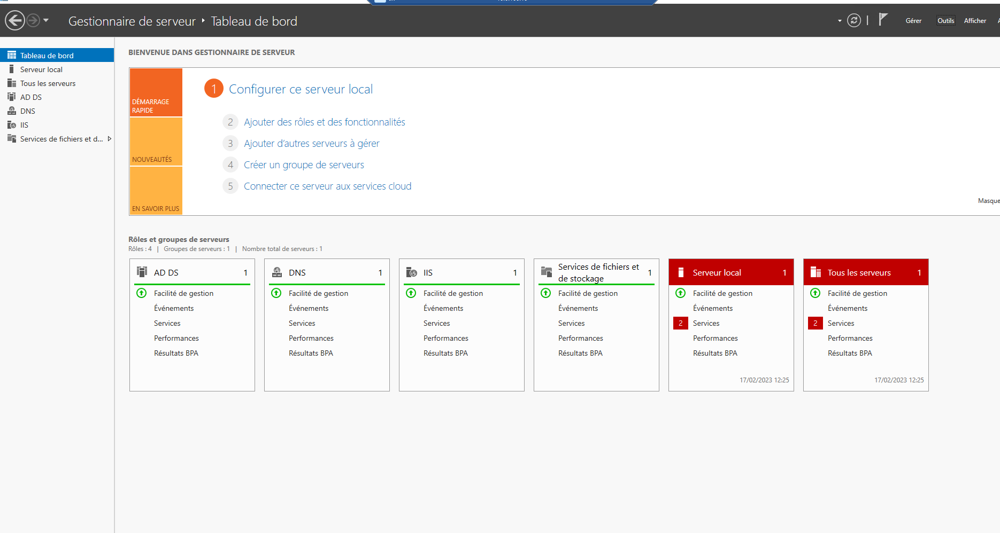 Gestionnaire de serveur ‣ Tableau de bord
Gérer
Outils
Afficher
Tableau de bord
Serveur local
Tous les serveurs
AD DS
DNS
IIS
Services de fichiers et d...
BIENVENUE DANS GESTIONNAIRE DE SERVEUR
DÉMARRAGE
RAPIDE
NOUVEAUTÉS
EN SAVOIR PLUS
1 Configurer ce serveur local
2 Ajouter des rôles et des fonctionnalités
3 Ajouter d’autres serveurs à gérer
4 Créer un groupe de serveurs
5 Connecter ce serveur aux services cloud
Masque
Rôles et groupes de serveurs
Rôles : 4 | Groupes de serveurs : 1 | Nombre total de serveurs : 1
AD DS 1
Facilité de gestion
Événements
Services
Performances
Résultats BPA
DNS 1
Facilité de gestion
Événements
Services
Performances
Résultats BPA
IIS 1
Facilité de gestion
Événements
Services
Performances
Résultats BPA
Services de fichiers et
de stockage 1
Facilité de gestion
Événements
Services
Performances
Résultats BPA
Serveur local 1
Facilité de gestion
Événements
2 Services
Performances
Résultats BPA
17/02/2023 12:25
Tous les serveurs 1
Facilité de gestion
Événements
2 Services
Performances
Résultats BPA
17/02/2023 12:25